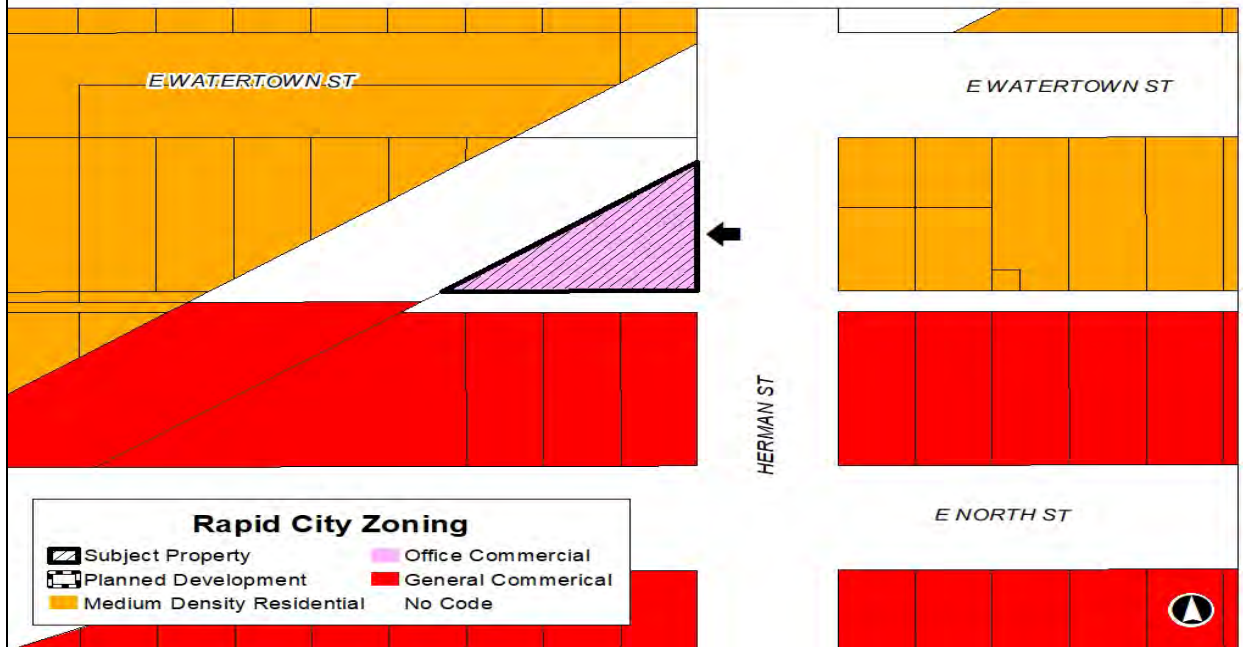 E WATERTOWN ST
E WATERTOWN ST
HERMAN ST
E NORTH ST
Rapid City Zoning
Subject Property
Planned Development
Medium Density Residential
Office Commercial
General Commerical
No Code